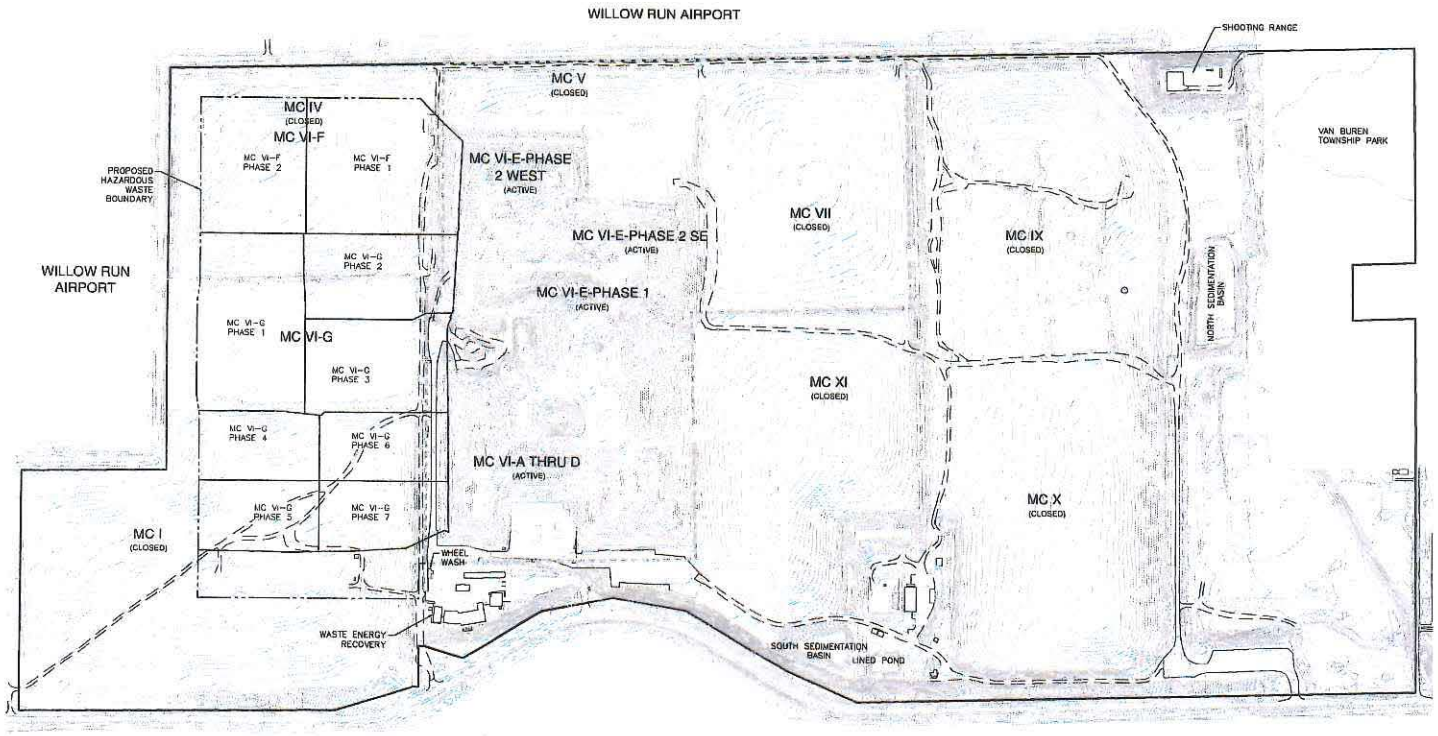 WILLOW RUN AIRPORT
SHOOTING RANGE
MC V
(CLOSED)
MC IV
(CLOSED)
MC VI-F
MC VI-F
PHASE 2
MC VI-F
PHASE 1
VAN BUREN
TOWNSHIP PARK
PROPOSED
HAZARDOUS
WASTE
BOUNDARY
MC VI-E-PHASE
2 WEST
(ACTIVE)
MC VII
(CLOSED)
MC VI-E-PHASE 2 SE
(ACTIVE)
MC IX
(CLOSED)
WILLOW RUN
AIRPORT
MC VI-G
PHASE 2
NORTH SEDIMENTATION
BASIN
MC VI-E-PHASE 1
(ACTIVE)
MC VI-G
PHASE 1
MC VI-G
MC VI-G
PHASE 3
MC XI
(CLOSED)
MC VI-G
PHASE 4
MC VI-G
PHASE 6
MC VI-A THRU D
(ACTIVE)
MC VI-G
PHASE 5
MC VI-G
PHASE 7
MC X
(CLOSED)
MC I
(CLOSED)
WHEEL
WASH
WASTE ENERGY
RECOVERY
SOUTH SEDIMENTATION
BASIN
LINED POND